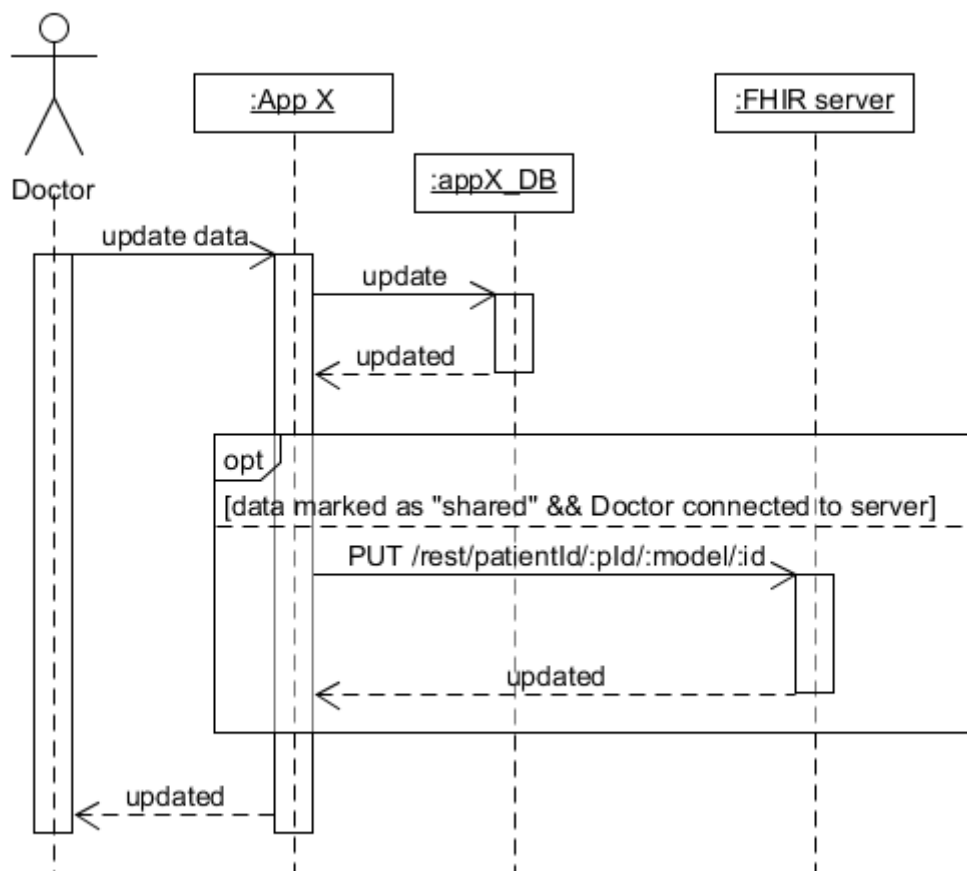 :App X
:FHIR server
:appX_DB
Doctor
update data
update
updated
opt
[data marked as "shared" && Doctor connected to server]
PUT /rest/patientId/:pId/:model/:id
updated
updated